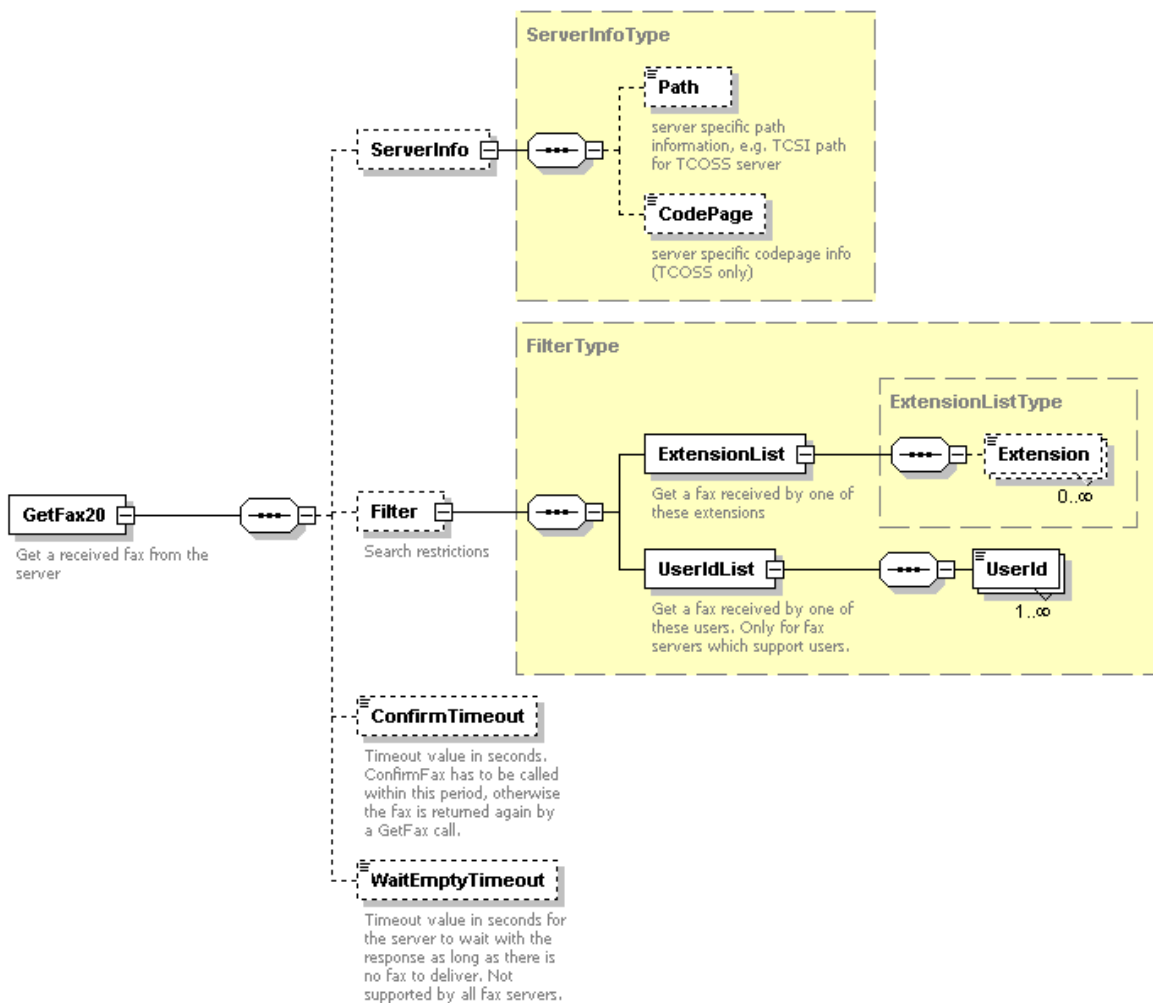 ServerInfoType
Path
server specific path
information, e.g. TCSI path
for TCOSS server
ServerInfo
CodePage
server specific codepage info
(TCOSS only)
FilterType
ExtensionListType
ExtensionList
Extension
0..∞
Get a fax received by one of
these extensions
GetFax20
Get a received fax from the
server
Filter
Search restrictions
UserIdList
UserId
1..∞
Get a fax received by one of
these users. Only for fax
servers which support users.
ConfirmTimeout
Timeout value in seconds.
ConfirmFax has to be called
within this period, otherwise
the fax is returned again by
a GetFax call.
WaitEmptyTimeout
Timeout value in seconds for
the server to wait with the
response as long as there is
no fax to deliver. Not
supported by all fax servers.